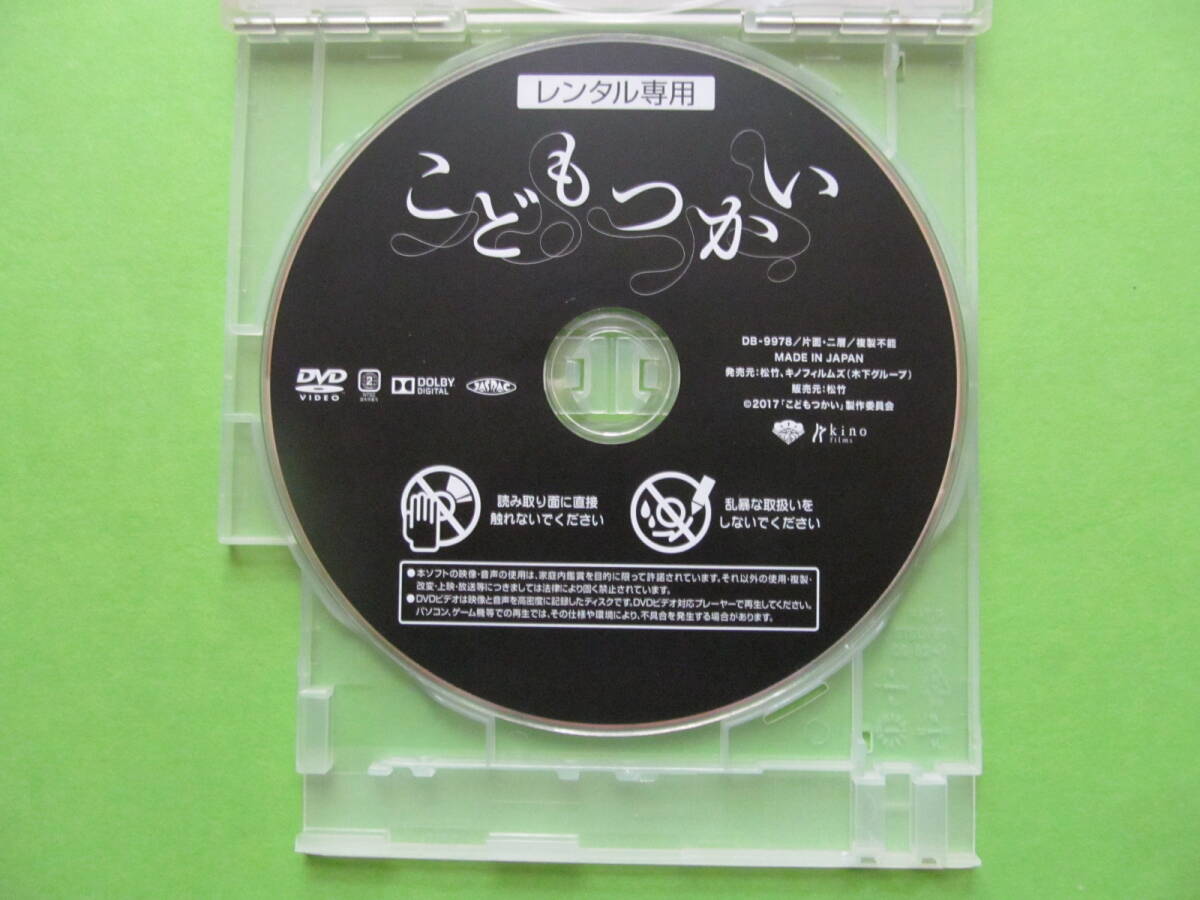 レンタル専用
こどもつかい
DVD
VIDEO
2
DOLBY
DIGITAL
DB-9978/片面・二層/複製不能
MADE IN JAPAN
発売元:松竹、キノフィルムズ(木下グループ)
販売元:松竹
©2017「こどもつかい」製作委員会
kino
films
読み取り面に直接
触れないでください
乱暴な取扱いを
しないでください
●本ソフトの映像・音声の使用は、家庭内鑑賞を目的に限って許諾されています。それ以外の使用・複製・
改変・上映・放送等につきましては法律により固く禁止されています。
●DVDビデオは映像と音声を高密度に記録したディスクです。DVDビデオ対応プレーヤーで再生してください。
パソコン、ゲーム機等での再生では、その仕様や環境により、不具合を発生する場合があります。